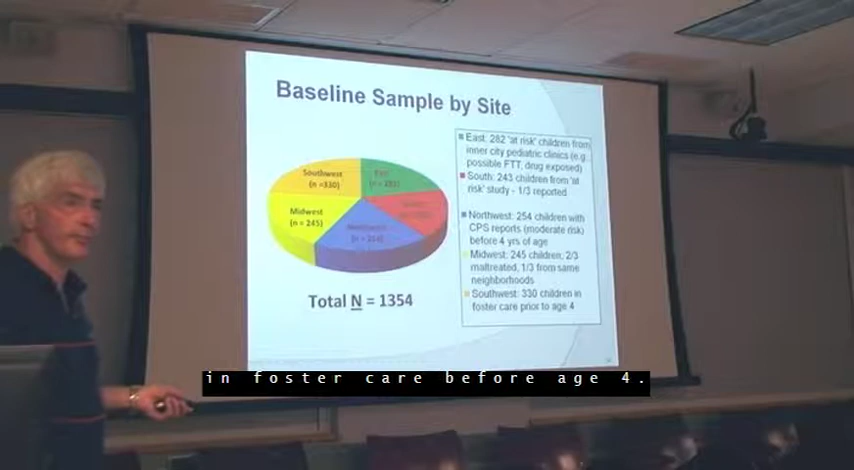 Baseline Sample by Site
Southwest
(n =330)
East
Midwest
(n = 245)
Total N = 1354
East: 282 'at risk' children from
inner city pediatric clinics (e.g.
possible FTT, drug exposed)
South: 243 children from 'at
risk' study - 1/3 reported
Northwest: 254 children with
CPS reports (moderate risk)
before 4 yrs of age
Midwest: 245 children; 2/3
maltreated, 1/3 from same
neighborhoods
Southwest: 330 children in
foster care prior to age 4
in foster care before age 4.